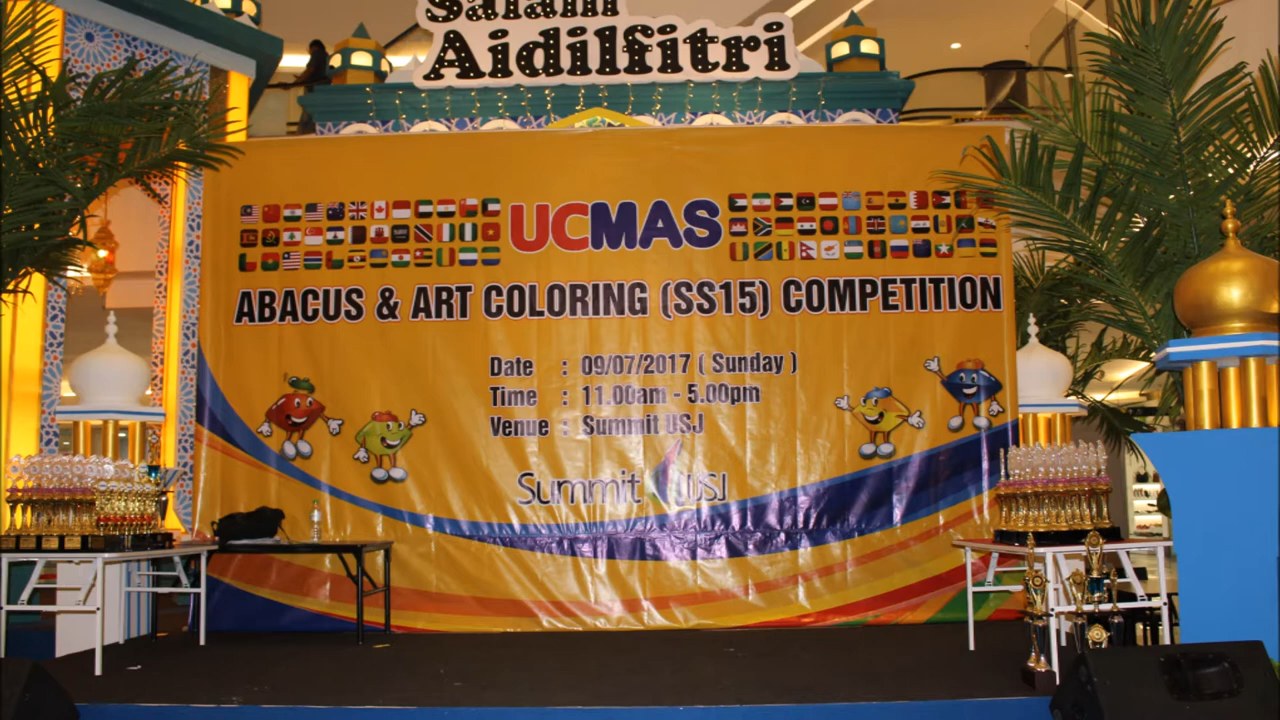 Salam
Aidilfitri
UCMAS
ABACUS & ART COLORING (SS15) COMPETITION
Date : 09/07/2017 ( Sunday )
Time : 11.00am - 5.00pm
Venue : Summit USJ
Summit USJ